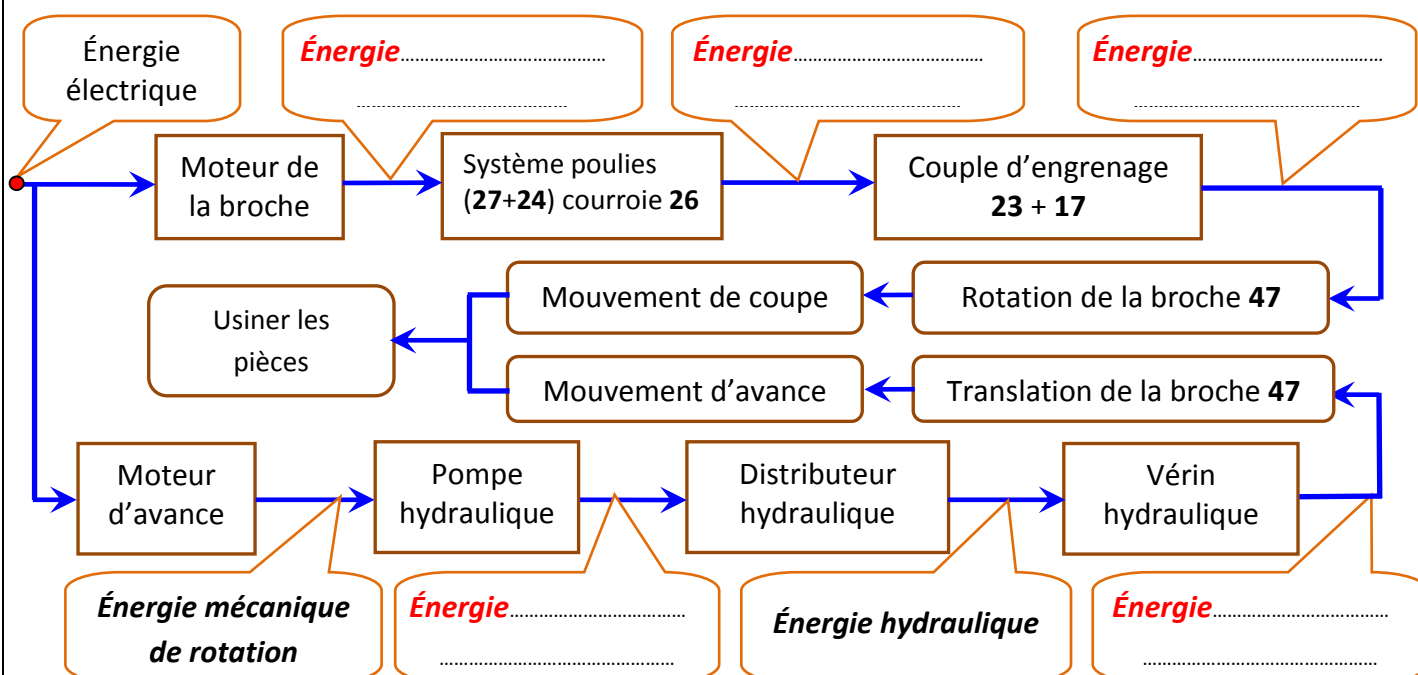 Énergie
électrique
Énergie.......................................
.......................................
Énergie.......................................
.......................................
Énergie.......................................
.......................................
Moteur de
la broche
Système poulies
(27+24) courroie 26
Couple d’engrenage
23 + 17
Usiner les
pièces
Mouvement de coupe
Rotation de la broche 47
Mouvement d’avance
Translation de la broche 47
Moteur
d’avance
Pompe
hydraulique
Distributeur
hydraulique
Vérin
hydraulique
Énergie mécanique
de rotation
Énergie.......................................
.......................................
Énergie hydraulique
Énergie.......................................
.......................................